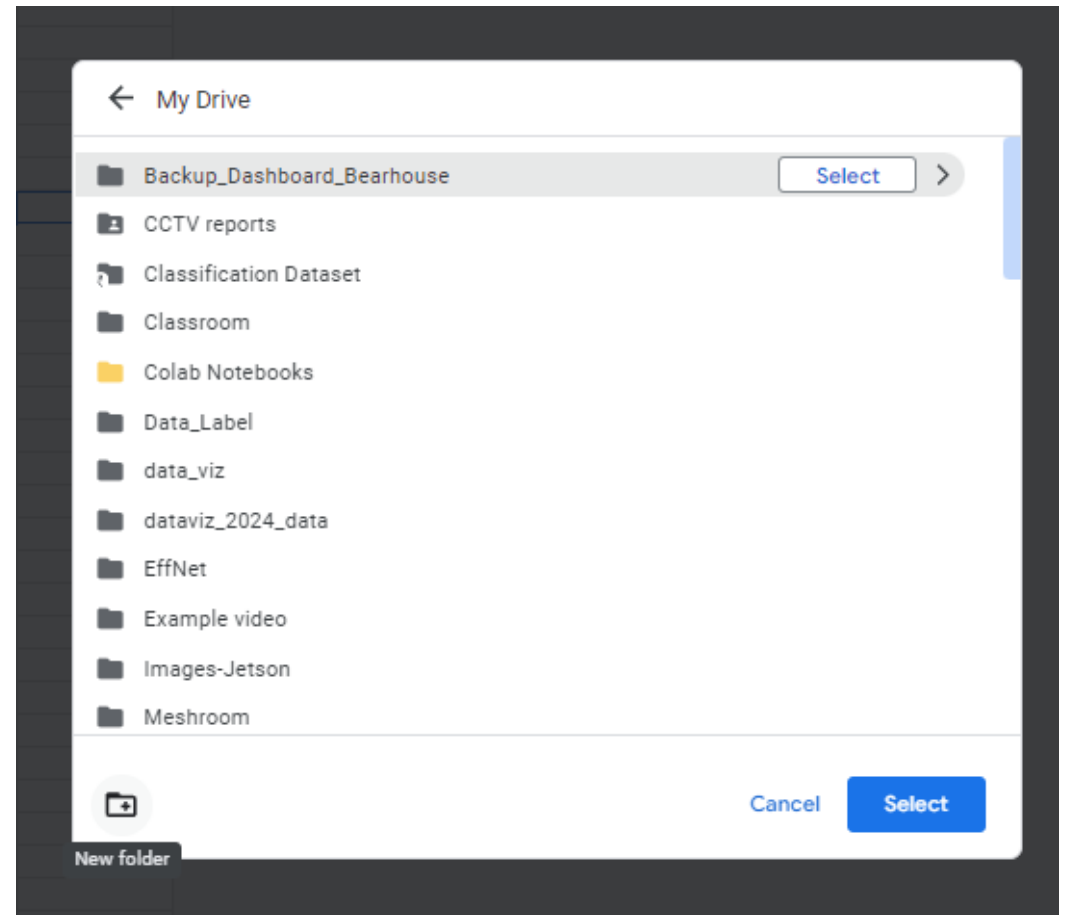 My Drive
Backup_Dashboard_Bearhouse Select
CCTV reports
Classification Dataset
Classroom
Colab Notebooks
Data_Label
data_viz
dataviz_2024_data
EffNet
Example video
Images-Jetson
Meshroom
Cancel Select
New folder